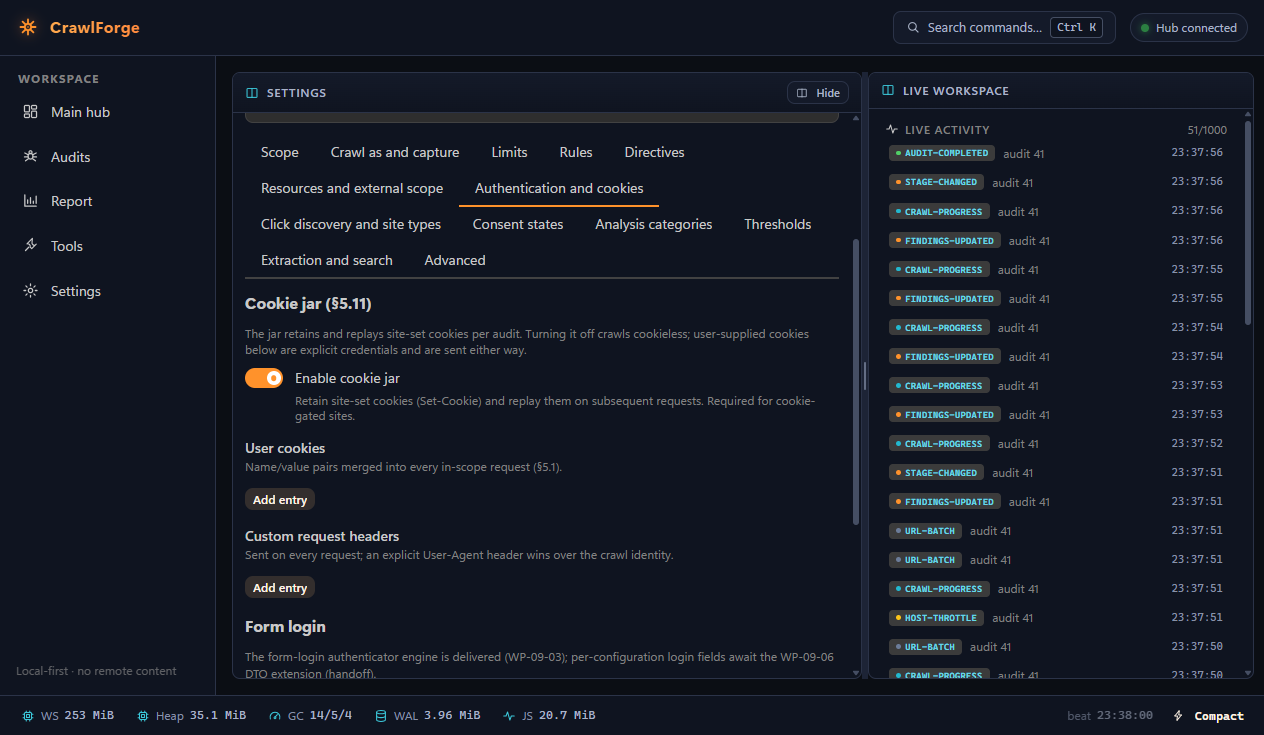 CrawlForge
Search commands... Ctrl K
Hub connected
WORKSPACE
Main hub
Audits
Report
Tools
Settings
Local-first · no remote content
SETTINGS
Hide
Scope Crawl as and capture Limits Rules Directives
Resources and external scope Authentication and cookies
Click discovery and site types Consent states Analysis categories Thresholds
Extraction and search Advanced
Cookie jar (§5.11)
The jar retains and replays site-set cookies per audit. Turning it off crawls cookieless; user-supplied cookies
below are explicit credentials and are sent either way.
Enable cookie jar
Retain site-set cookies (Set-Cookie) and replay them on subsequent requests. Required for cookie-
gated sites.
User cookies
Name/value pairs merged into every in-scope request (§5.1).
Add entry
Custom request headers
Sent on every request; an explicit User-Agent header wins over the crawl identity.
Add entry
Form login
The form-login authenticator engine is delivered (WP-09-03); per-configuration login fields await the WP-09-06
DTO extension (handoff).
LIVE WORKSPACE
LIVE ACTIVITY 51/1000
AUDIT-COMPLETED audit 41 23:37:56
STAGE-CHANGED audit 41 23:37:56
CRAWL-PROGRESS audit 41 23:37:56
FINDINGS-UPDATED audit 41 23:37:56
CRAWL-PROGRESS audit 41 23:37:55
FINDINGS-UPDATED audit 41 23:37:55
CRAWL-PROGRESS audit 41 23:37:54
FINDINGS-UPDATED audit 41 23:37:54
CRAWL-PROGRESS audit 41 23:37:53
FINDINGS-UPDATED audit 41 23:37:53
CRAWL-PROGRESS audit 41 23:37:52
STAGE-CHANGED audit 41 23:37:51
FINDINGS-UPDATED audit 41 23:37:51
URL-BATCH audit 41 23:37:51
URL-BATCH audit 41 23:37:51
CRAWL-PROGRESS audit 41 23:37:51
HOST-THROTTLE audit 41 23:37:51
URL-BATCH audit 41 23:37:50
CRAWL-PROGRESS audit 41 23:37:50
WS 253 MiB Heap 35.1 MiB GC 14/5/4 WAL 3.96 MiB JS 20.7 MiB
beat 23:38:00 Compact